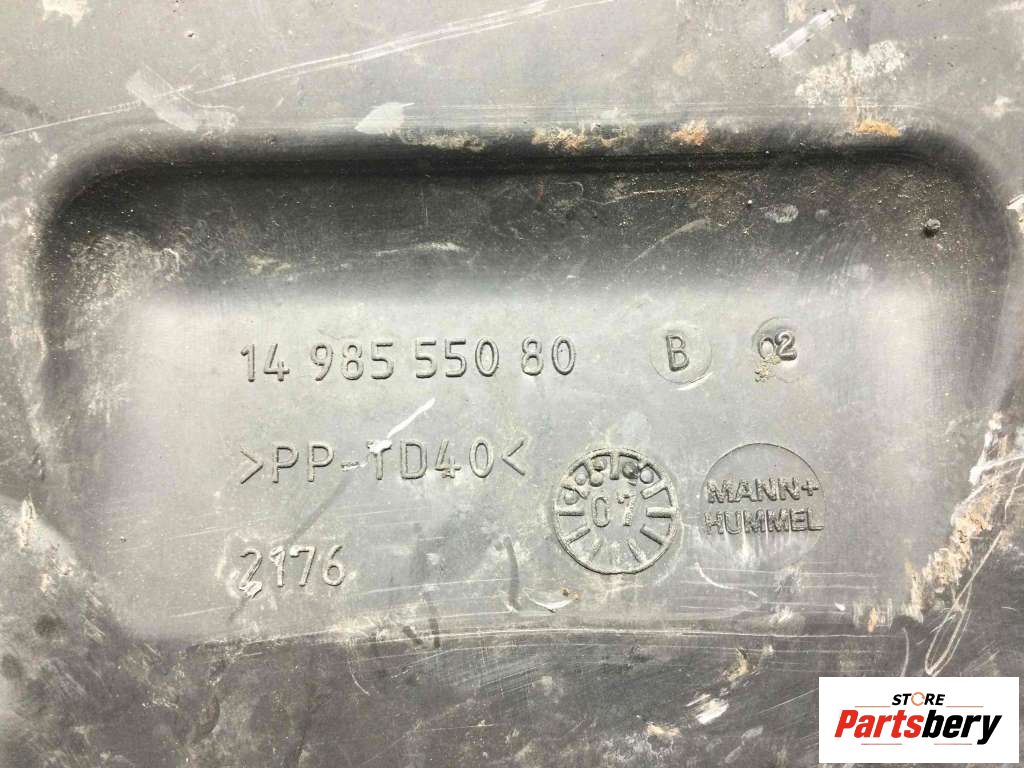 14 985 550 80 B 02
>PP-TD40<
07
MANN+
HUMMEL
2176
STORE
Partsbery